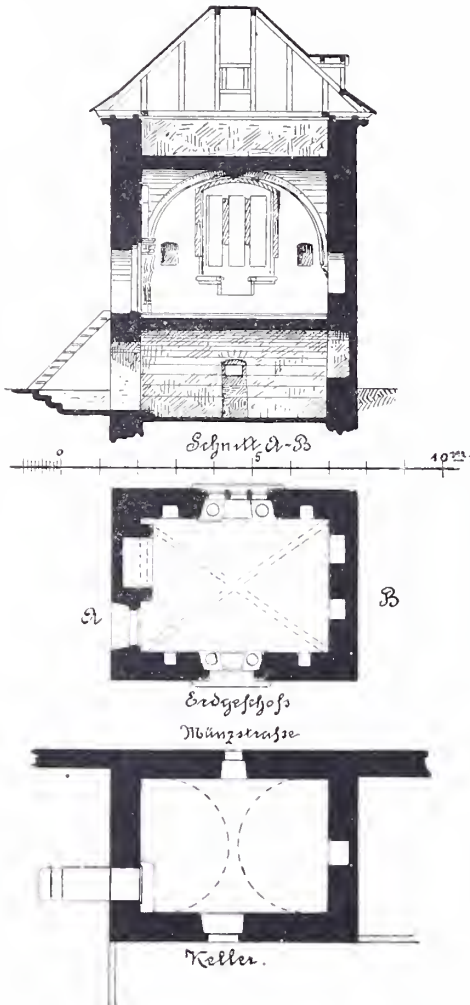 Schnitt A-B
0 5 10 m
A
B
Erdgeschoſs
Münzstraſse
Keller.